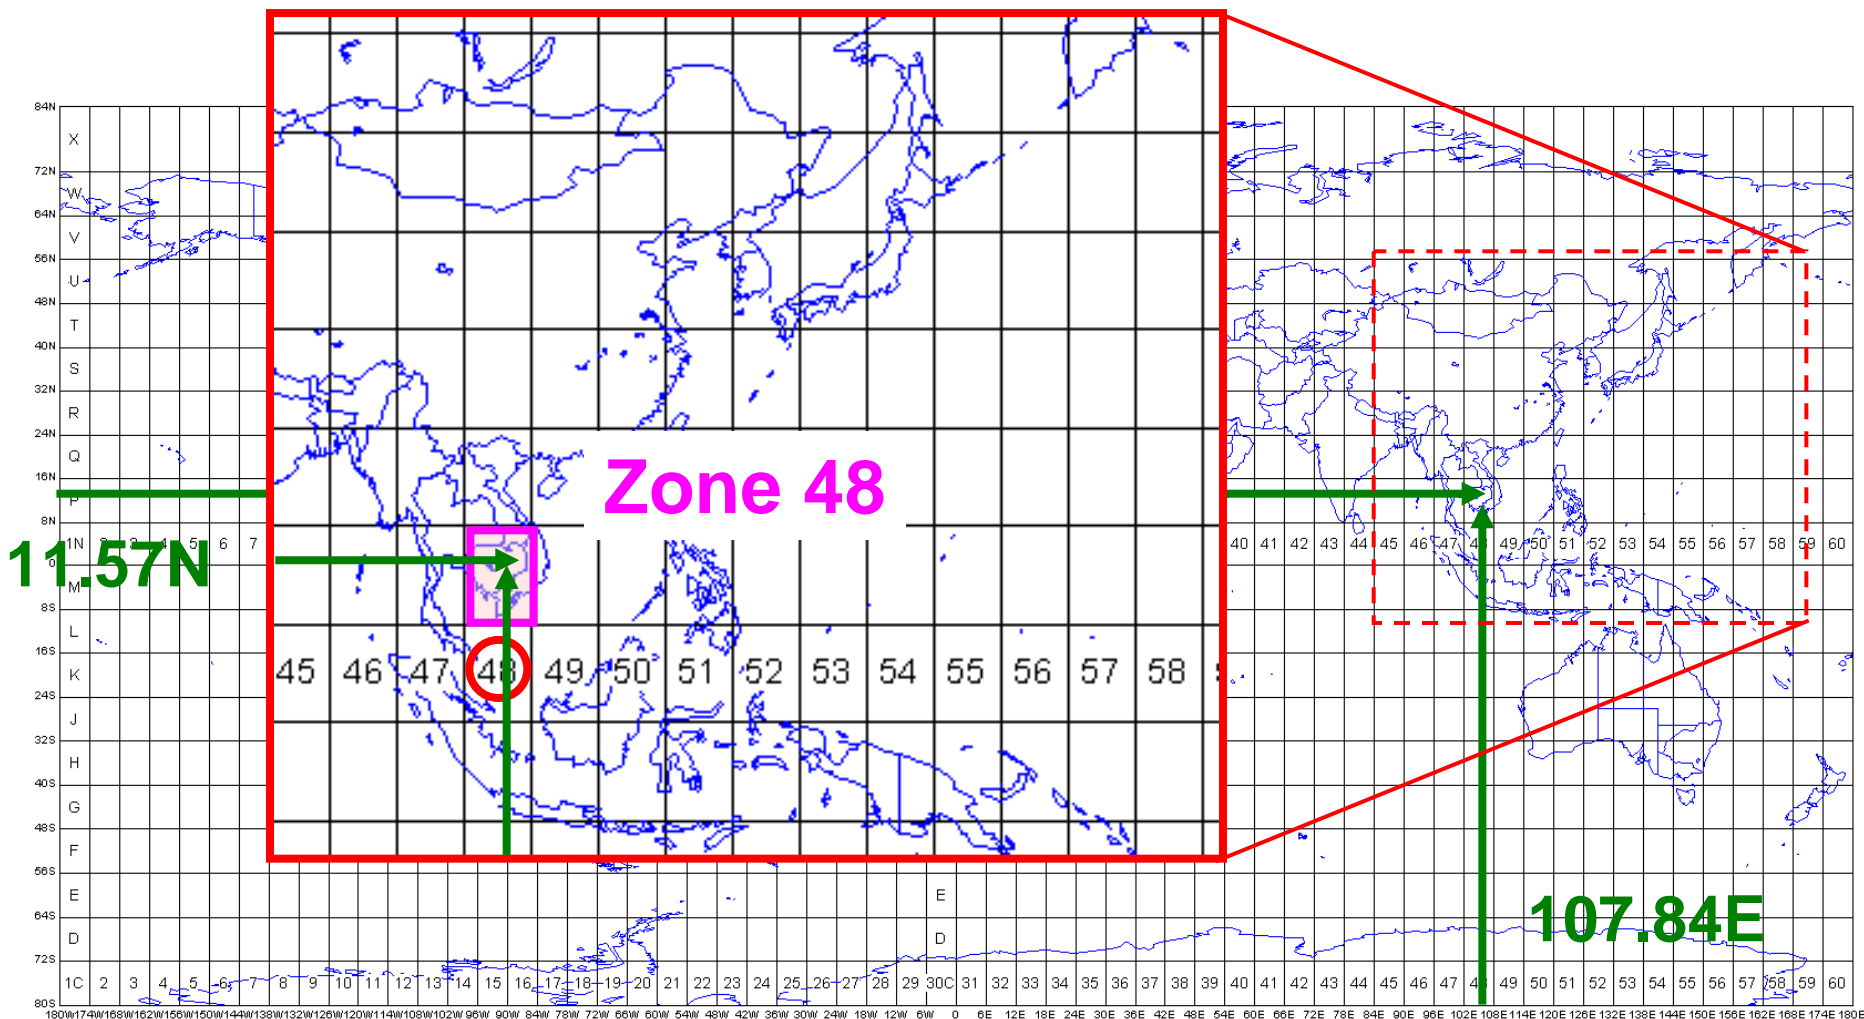 84N
X
72N
W
64N
V
56N
U
48N
T
40N
S
32N
R
24N
Q
16N
Zone 48
P
8N
1N 2 3 4 5 6 7
40 41 42 43 44 45 46 47 48 49 50 51 52 53 54 55 56 57 58 59 60
11.57N
0
M
8S
L
16S
K
45 46 47 48 49 50 51 52 53 54 55 56 57 58
24S
J
32S
H
40S
G
48S
F
56S
E E
107.84E
64S
D D
72S
1C 2 3 4 5 6 7 8 9 10 11 12 13 14 15 16 17 18 19 20 21 22 23 24 25 26 27 28 29 30C 31 32 33 34 35 36 37 38 39 40 41 42 43 44 45 46 47 48 49 50 51 52 53 54 55 56 57 58 59 60
80S
180W 174W 168W 162W 156W 150W 144W 138W 132W 126W 120W 114W 108W 102W 96W 90W 84W 78W 72W 66W 60W 54W 48W 42W 36W 30W 24W 18W 12W 6W 0 6E 12E 18E 24E 30E 36E 42E 48E 54E 60E 66E 72E 78E 84E 90E 96E 102E 108E 114E 120E 126E 132E 138E 144E 150E 156E 162E 168E 174E 180E